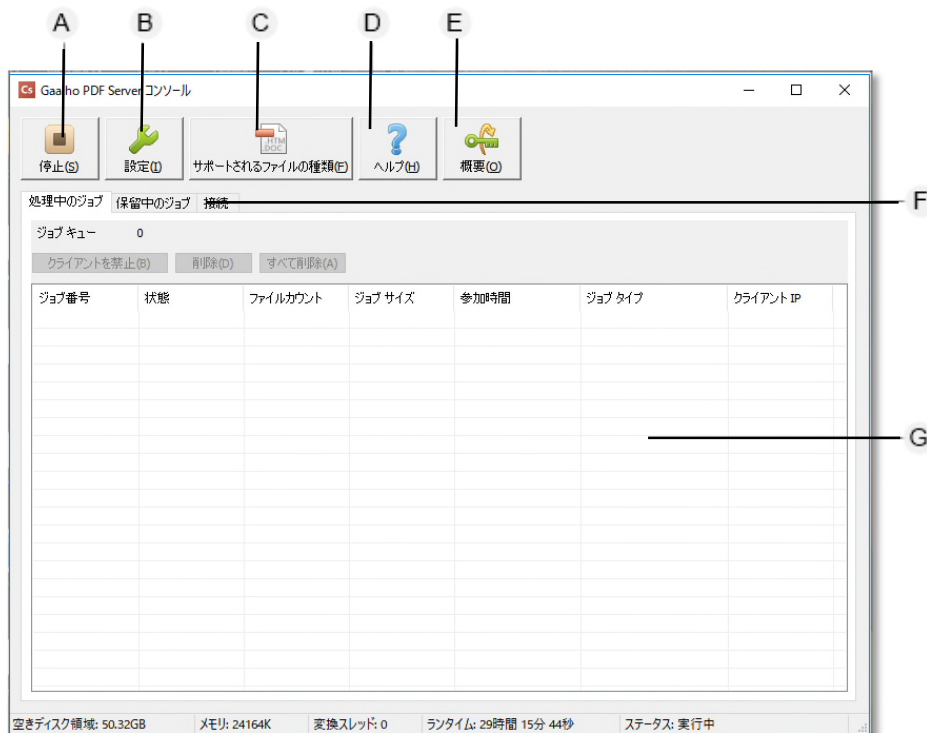 A B C D E
Gaaiho PDF Server コンソール
停止(S) 設定(I) サポートされるファイルの種類(F) ヘルプ(H) 概要(O)
処理中のジョブ 保留中のジョブ 接続
F
ジョブ キュー 0
クライアントを禁止(B) 削除(D) すべて削除(A)
ジョブ番号 状態 ファイルカウント ジョブ サイズ 参加時間 ジョブ タイプ クライアント IP
G
空きディスク領域: 50.32GB メモリ: 24164K 変換スレッド: 0 ランタイム: 29時間 15分 44秒 ステータス: 実行中